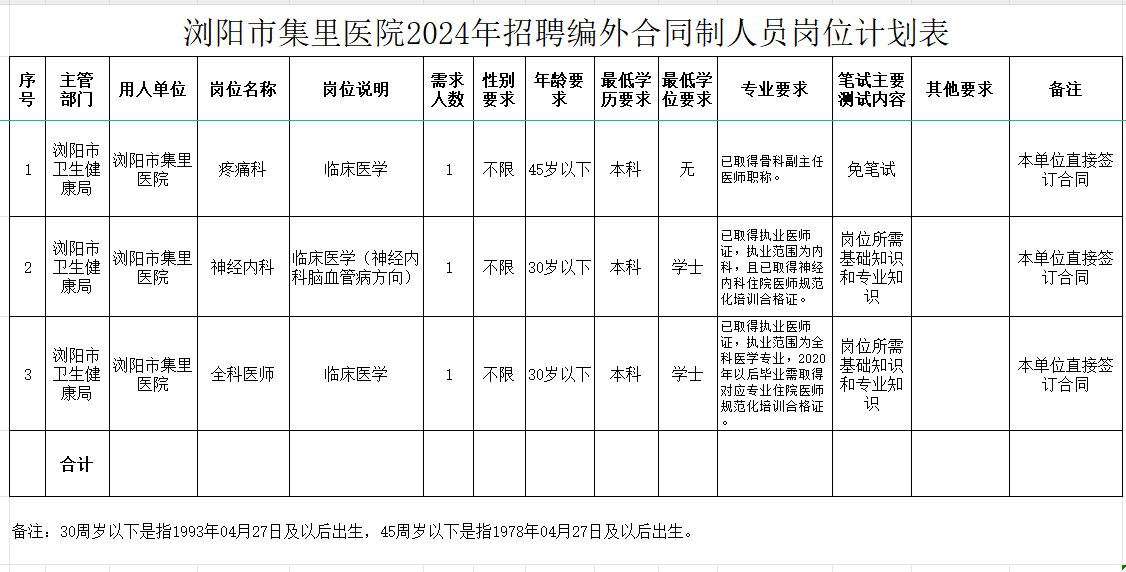 浏阳市集里医院2024年招聘编外合同制人员岗位计划表
序号 主管部门 用人单位 岗位名称 岗位说明 需求人数 性别要求 年龄要求 最低学历要求 最低学位要求 专业要求 笔试主要测试内容 其他要求 备注
1 浏阳市卫生健康局 浏阳市集里医院 疼痛科 临床医学 1 不限 45岁以下 本科 无 已取得骨科副主任医师职称。 免笔试 本单位直接签订合同
2 浏阳市卫生健康局 浏阳市集里医院 神经内科 临床医学（神经内科脑血管病方向） 1 不限 30岁以下 本科 学士 已取得执业医师证，执业范围为内科，且已取得神经内科住院医师规范化培训合格证。 岗位所需基础知识和专业知识 本单位直接签订合同
3 浏阳市卫生健康局 浏阳市集里医院 全科医师 临床医学 1 不限 30岁以下 本科 学士 已取得执业医师证，执业范围为全科医学专业，2020年以后毕业需取得对应专业住院医师规范化培训合格证。 岗位所需基础知识和专业知识 本单位直接签订合同
合计
备注：30周岁以下是指1993年04月27日及以后出生，45周岁以下是指1978年04月27日及以后出生。